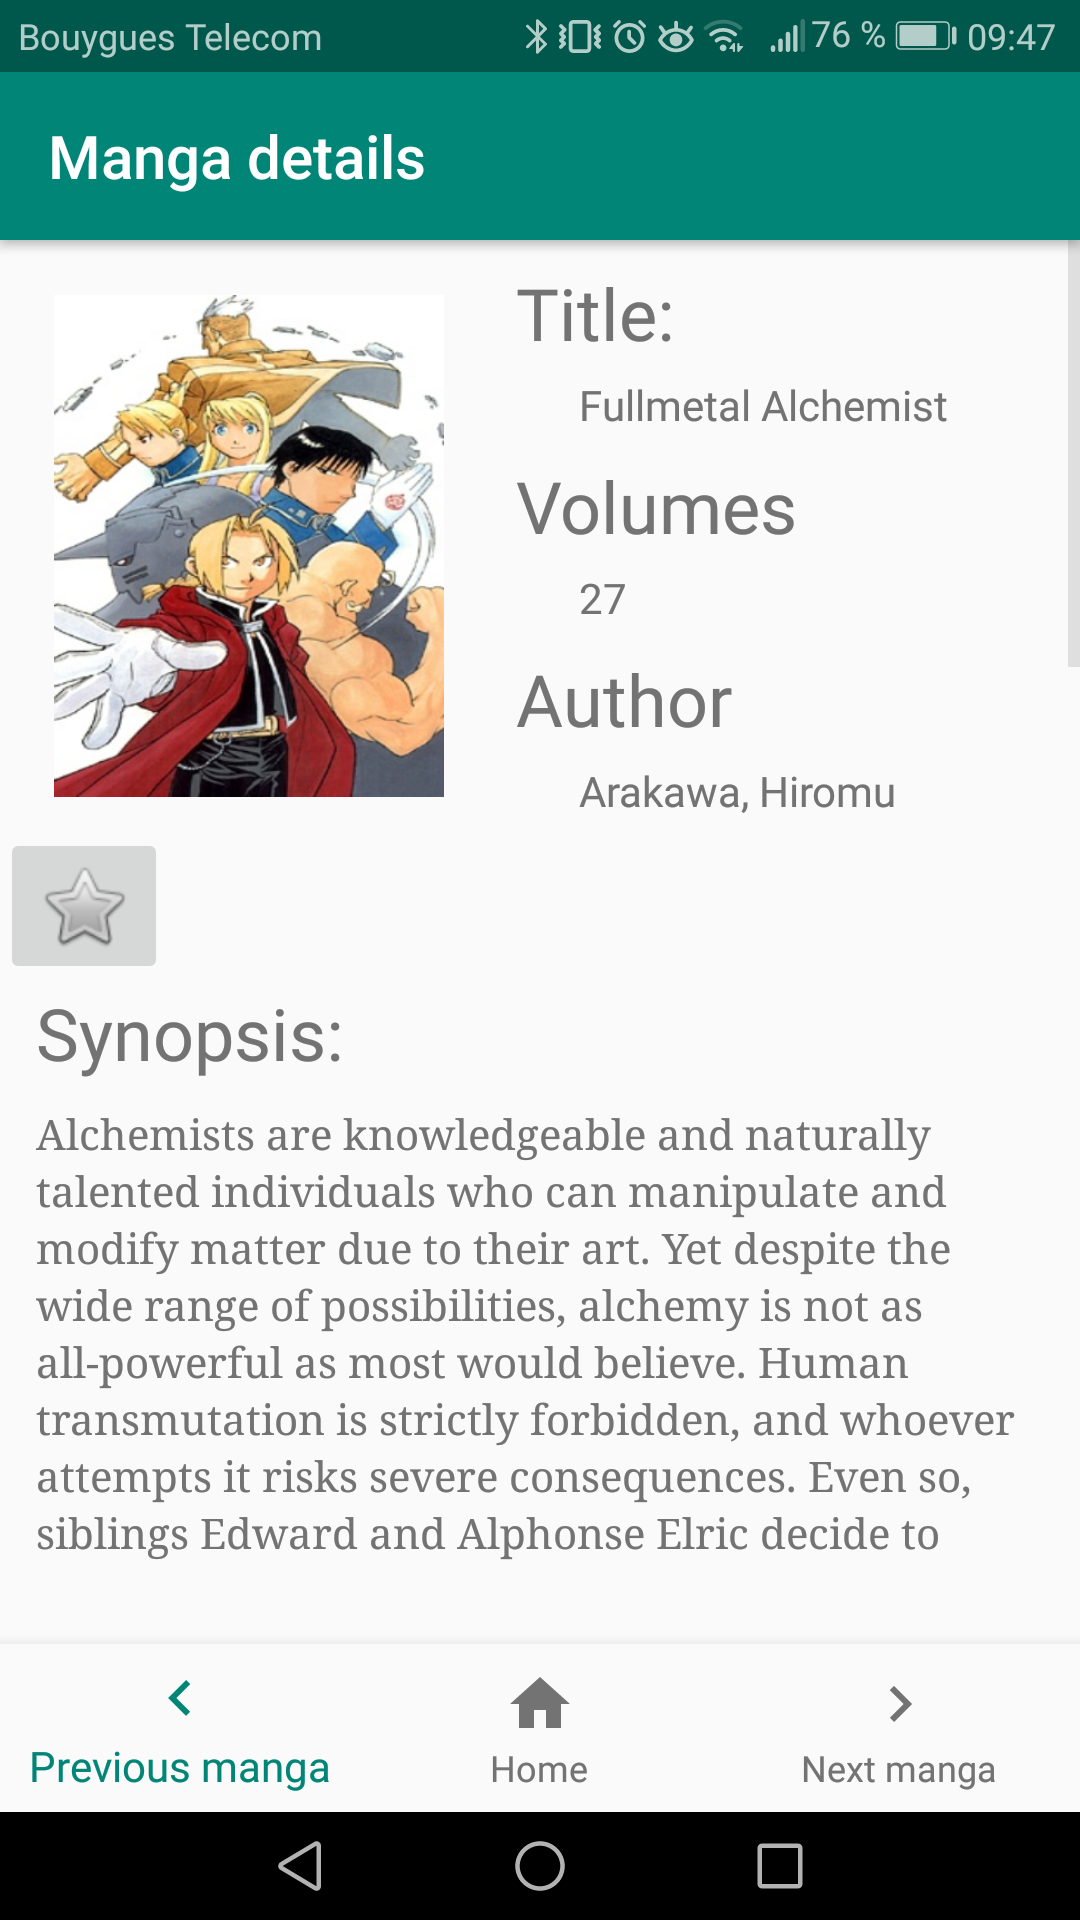 Bouygues Telecom 76 % 09:47
Manga details
Title:
Fullmetal Alchemist
Volumes
27
Author
Arakawa, Hiromu
Synopsis:
Alchemists are knowledgeable and naturally
talented individuals who can manipulate and
modify matter due to their art. Yet despite the
wide range of possibilities, alchemy is not as
all-powerful as most would believe. Human
transmutation is strictly forbidden, and whoever
attempts it risks severe consequences. Even so,
siblings Edward and Alphonse Elric decide to
Previous manga Home Next manga